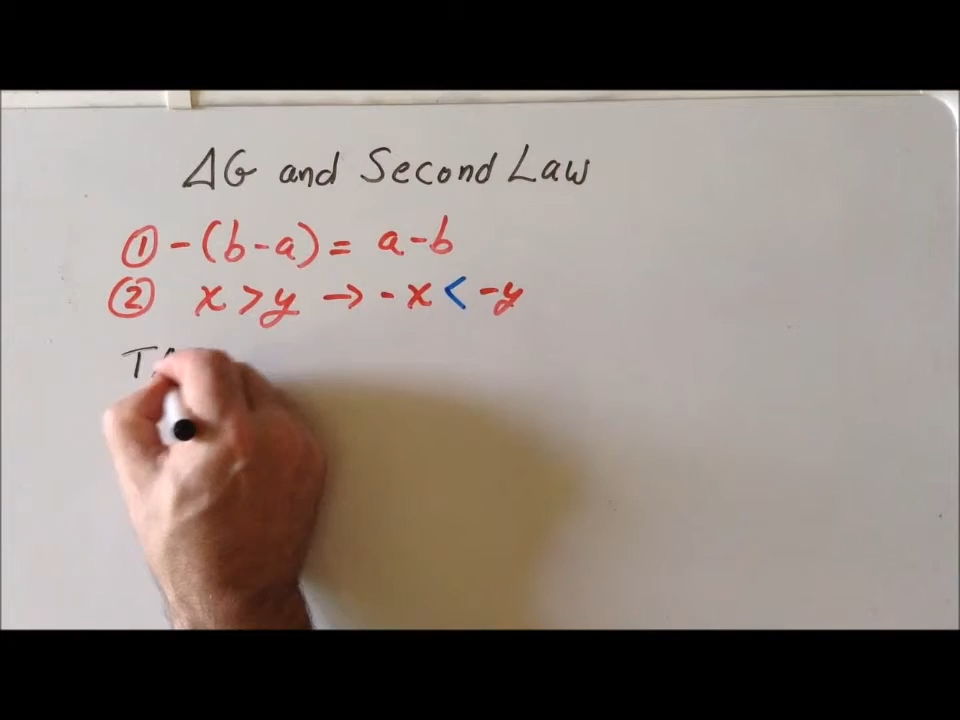 ΔG and Second Law
① -(b-a) = a-b
② x > y → -x < -y
T